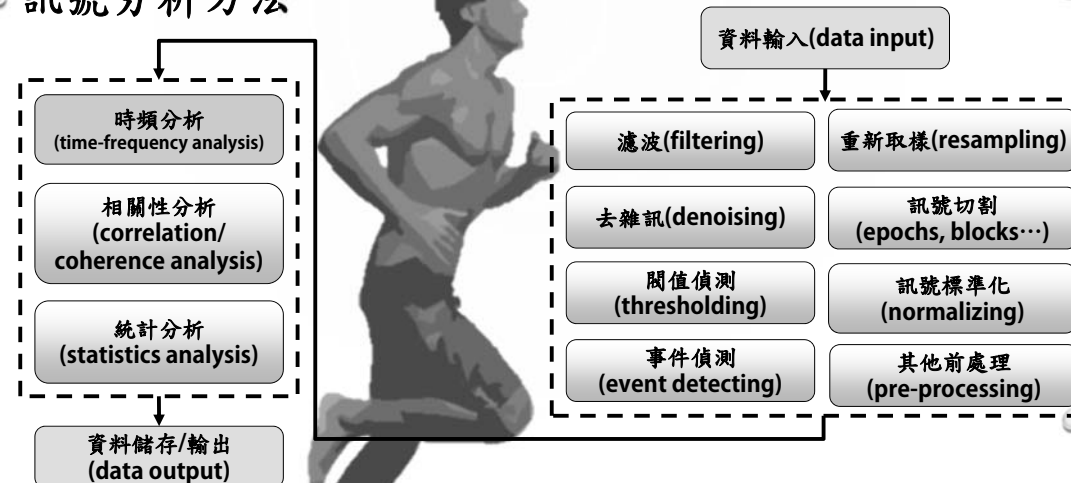 訊號分析方法
資料輸入(data input)
濾波(filtering)
重新取樣(resampling)
去雜訊(denoising)
訊號切割
(epochs, blocks⋯)
閥值偵測
(thresholding)
訊號標準化
(normalizing)
事件偵測
(event detecting)
其他前處理
(pre-processing)
時頻分析
(time-frequency analysis)
相關性分析
(correlation/
coherence analysis)
統計分析
(statistics analysis)
資料儲存/輸出
(data output)